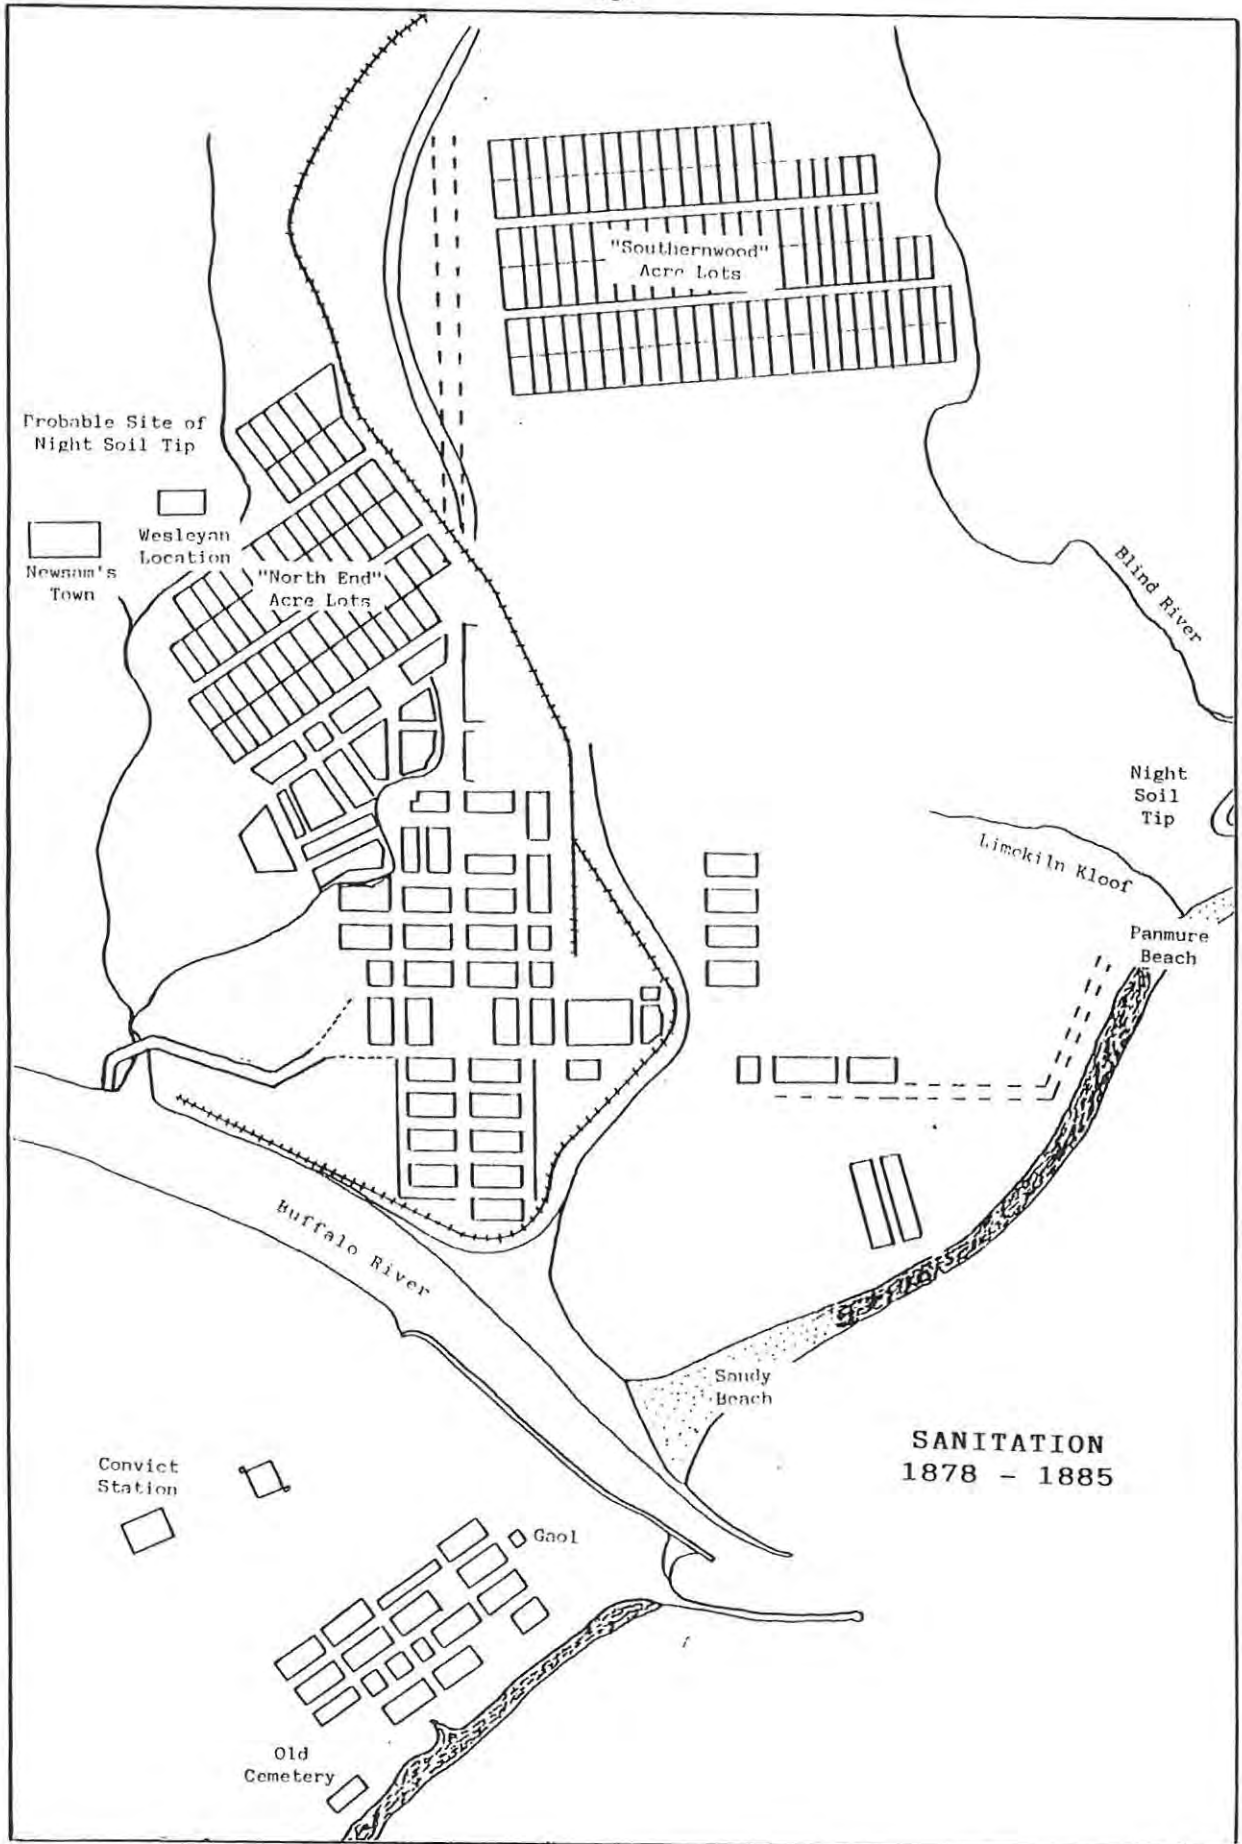 "Southernwood"
Acre Lots
Probable Site of
Night Soil Tip
Wesleyan
Location
Newsam's
Town
"North End"
Acre Lots
Blind River
Night
Soil
Tip
Limekiln Kloof
Panmure
Beach
Buffalo River
Sandy
Beach
SANITATION
1878 - 1885
Convict
Station
Gaol
Old
Cemetery